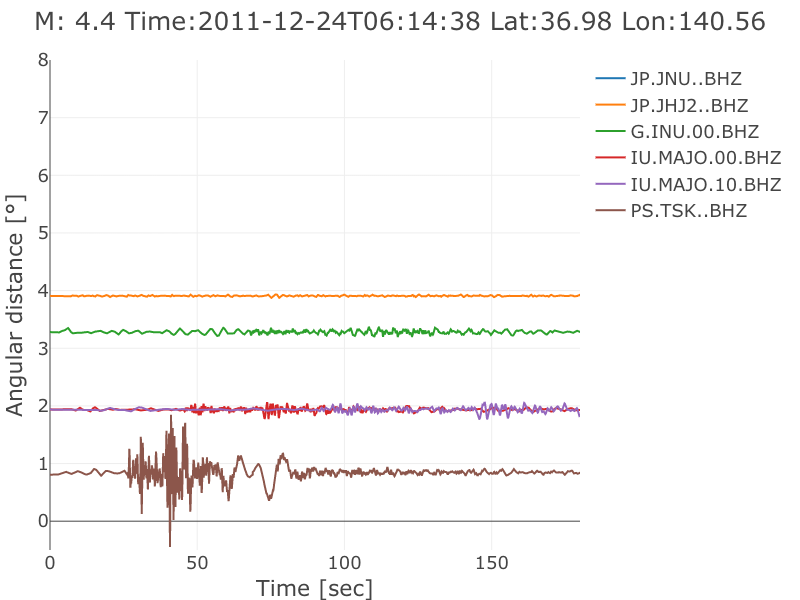 M: 4.4 Time:2011-12-24T06:14:38 Lat:36.98 Lon:140.56
8
7
6
5
4
3
2
1
0
Angular distance [°]
0 50 100 150
Time [sec]
JP.JNU..BHZ
JP.JHJ2..BHZ
G.INU.00.BHZ
IU.MAJO.00.BHZ
IU.MAJO.10.BHZ
PS.TSK..BHZ